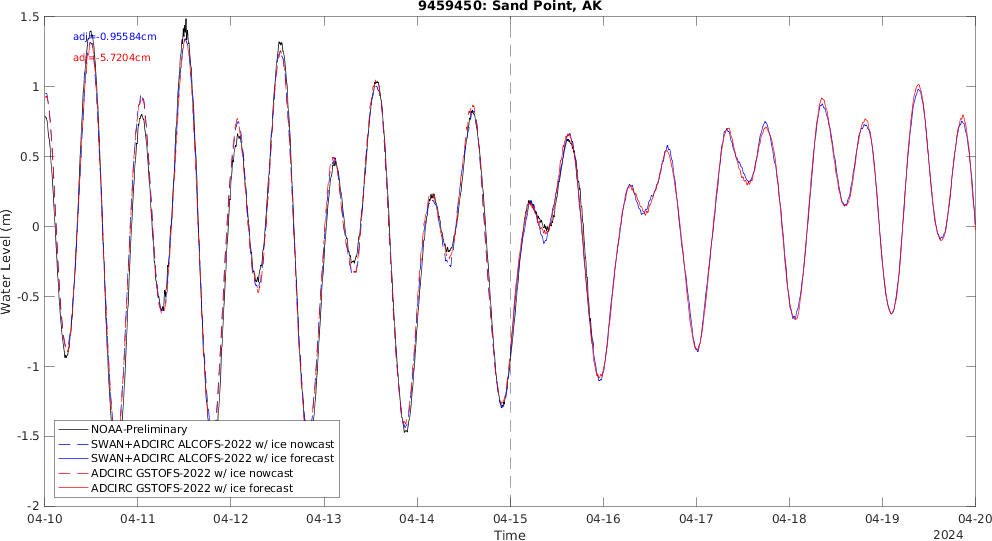 9459450: Sand Point, AK
Water Level (m)
1.5
1
0.5
0
-0.5
-1
-1.5
-2
adj=-0.95584cm
adj=-5.7204cm
NOAA-Preliminary
SWAN+ADCIRC ALCOFS-2022 w/ ice nowcast
SWAN+ADCIRC ALCOFS-2022 w/ ice forecast
ADCIRC GSTOFS-2022 w/ ice nowcast
ADCIRC GSTOFS-2022 w/ ice forecast
04-10 04-11 04-12 04-13 04-14 04-15 04-16 04-17 04-18 04-19 04-20
Time
2024